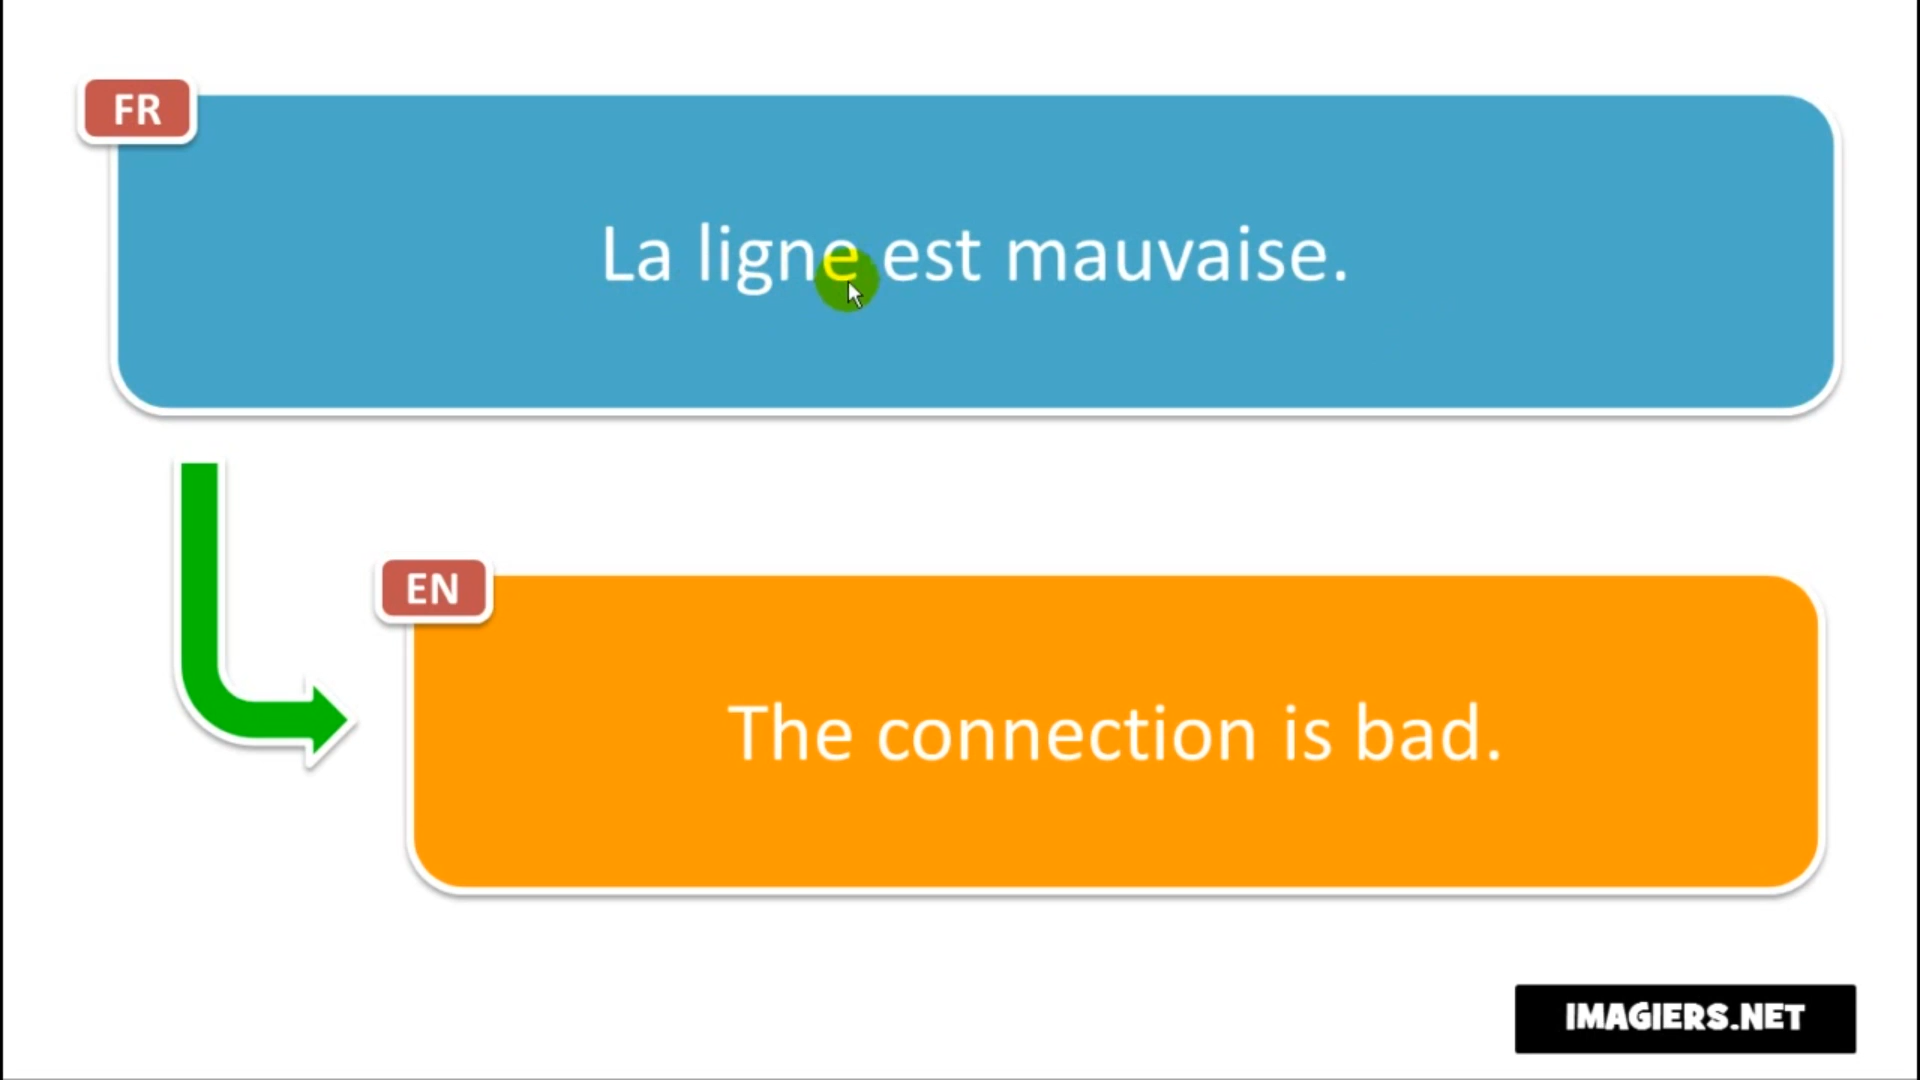 FR
La ligne est mauvaise.
EN
The connection is bad.
IMAGIERS.NET